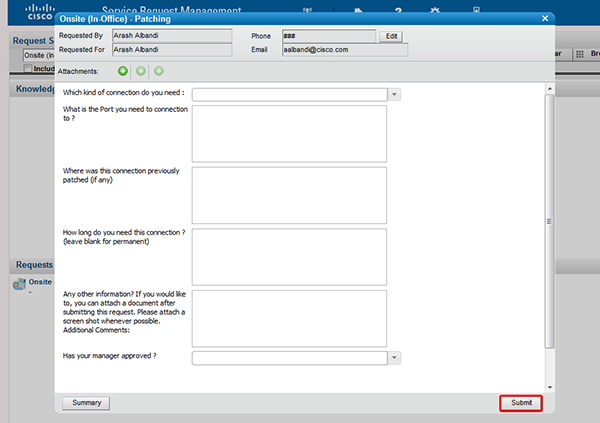 CISCO
Service Request Management
Onsite (In-Office) - Patching
Requested By Arash Albandi Phone ### Edit
Requested For Arash Albandi Email aalbandi@cisco.com
Attachments:
Request S
Onsite (In
Includ
ar
Bro
Knowledg
Which kind of connection do you need :
What is the Port you need to connection
to ?
Where was this connection previously
patched (if any)
How long do you need this connection ?
(leave blank for permanent)
Requests
Onsite
-
Any other information? If you would like
to, you can attach a document after
submitting this request. Please attach a
screen shot whenever possible.
Additional Comments:
Has your manager approved ?
Summary
Submit